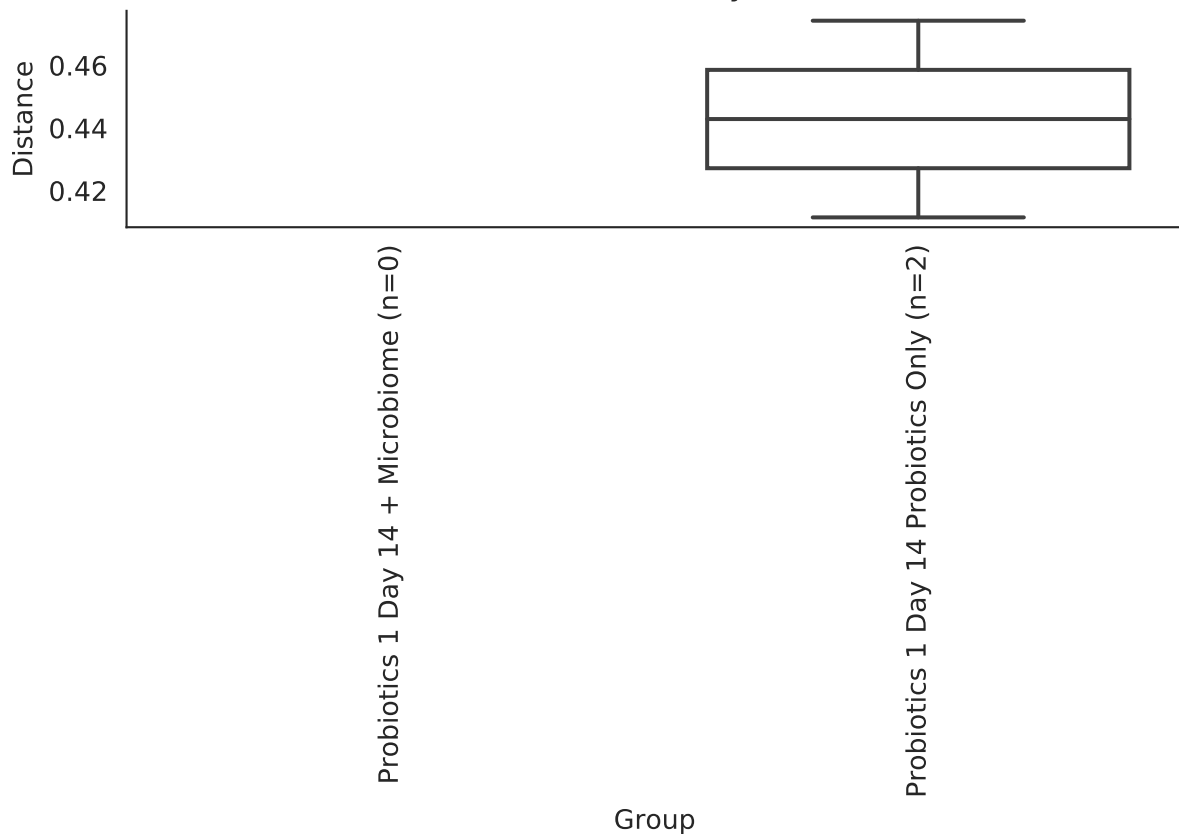 Distance
0.46
0.44
0.42
Probiotics 1 Day 14 + Microbiome (n=0)
Probiotics 1 Day 14 Probiotics Only (n=2)
Group